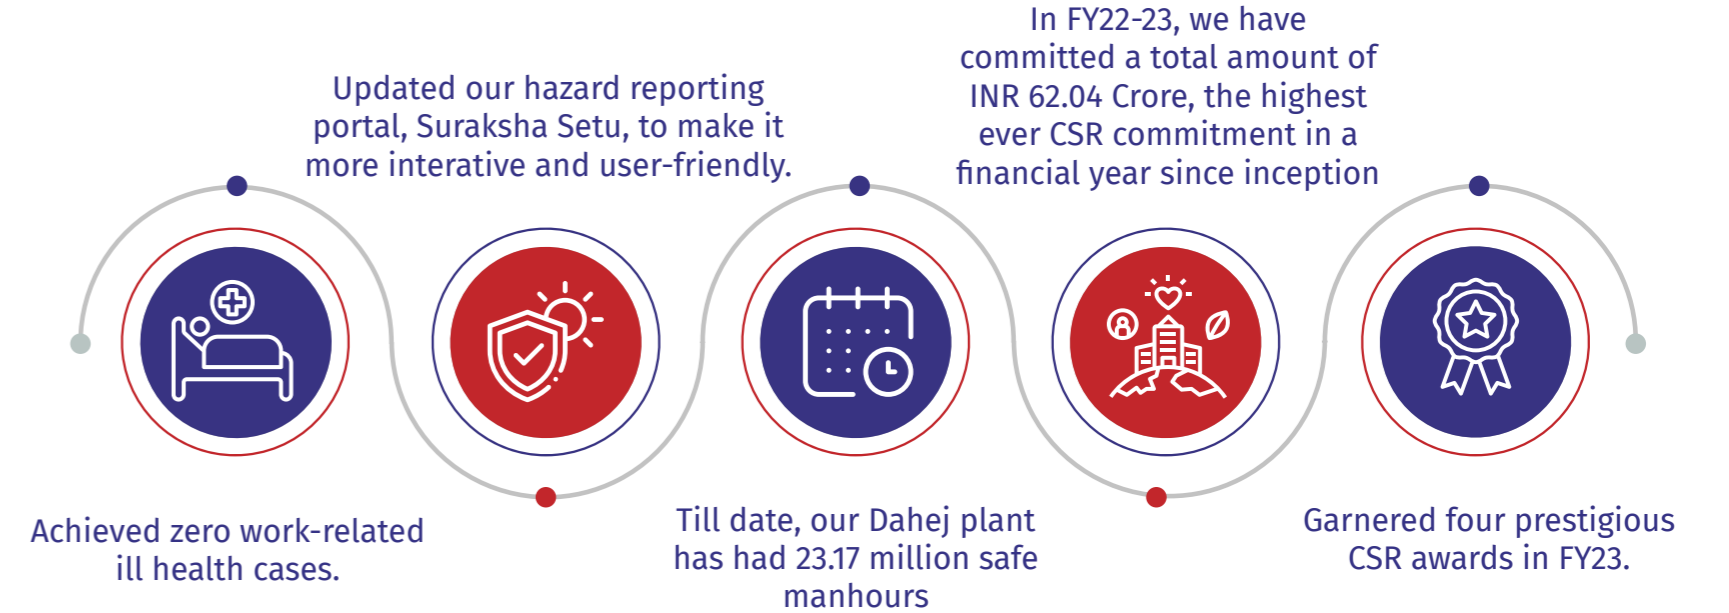 Achieved zero work-related
ill health cases.
Updated our hazard reporting
portal, Suraksha Setu, to make it
more interative and user-friendly.
Till date, our Dahej plant
has had 23.17 million safe
manhours
In FY22-23, we have
committed a total amount of
INR 62.04 Crore, the highest
ever CSR commitment in a
financial year since inception
Garnered four prestigious
CSR awards in FY23.